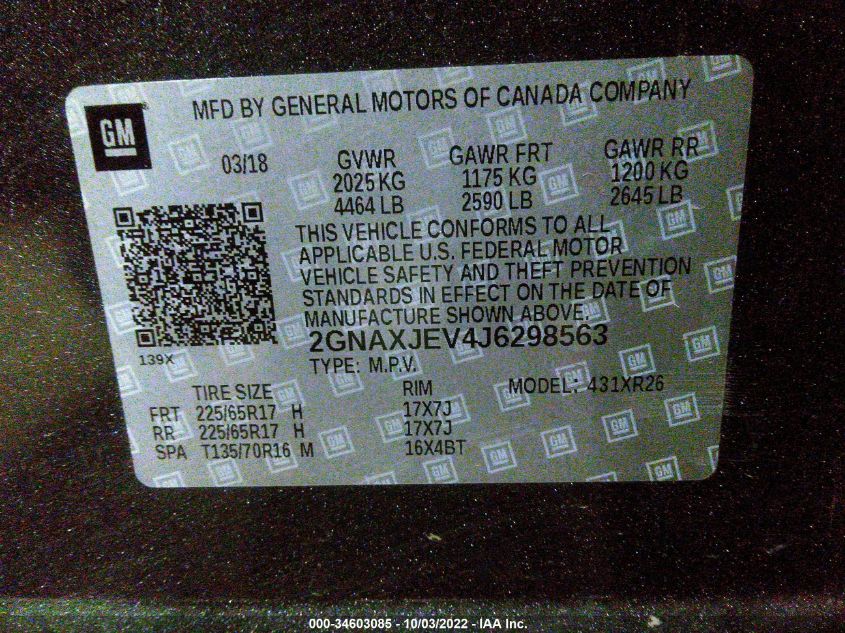 GM
MFD BY GENERAL MOTORS OF CANADA COMPANY
03/18 GVWR GAWR FRT GAWR RR
2025 KG 1175 KG 1200 KG
4464 LB 2590 LB 2645 LB
THIS VEHICLE CONFORMS TO ALL
APPLICABLE U.S. FEDERAL MOTOR
VEHICLE SAFETY AND THEFT PREVENTION
STANDARDS IN EFFECT ON THE DATE OF
MANUFACTURE SHOWN ABOVE.
2GNAXJEV4J6298563
139X
TYPE: M.P.V.
TIRE SIZE RIM MODEL: 431XR26
FRT 225/65R17 H 17X7J
RR 225/65R17 H 17X7J
SPA T135/70R16 M 16X4BT
000-34603085 - 10/03/2022 - IAA Inc.